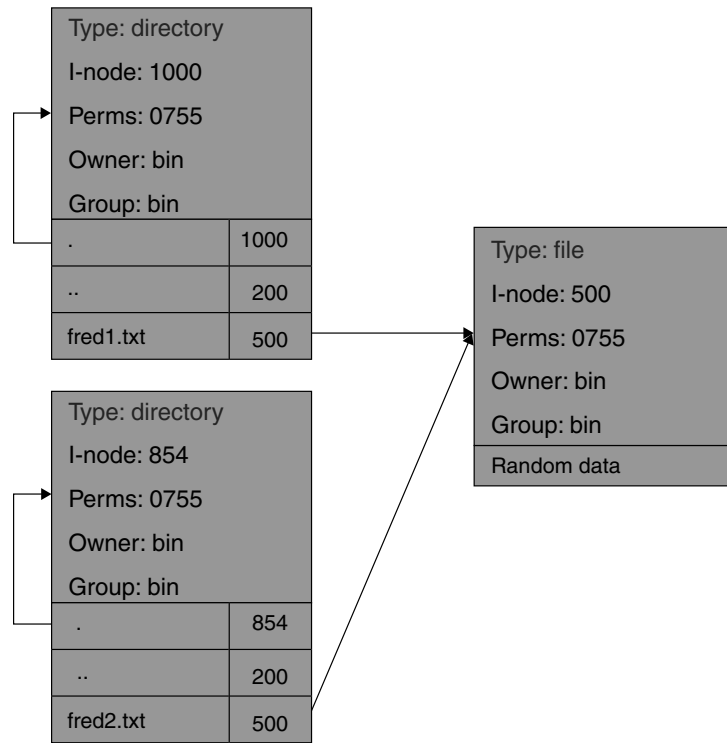 Type: directory
I-node: 1000
Perms: 0755
Owner: bin
Group: bin
. 1000
.. 200
fred1.txt 500
Type: file
I-node: 500
Perms: 0755
Owner: bin
Group: bin
Random data
Type: directory
I-node: 854
Perms: 0755
Owner: bin
Group: bin
. 854
.. 200
fred2.txt 500